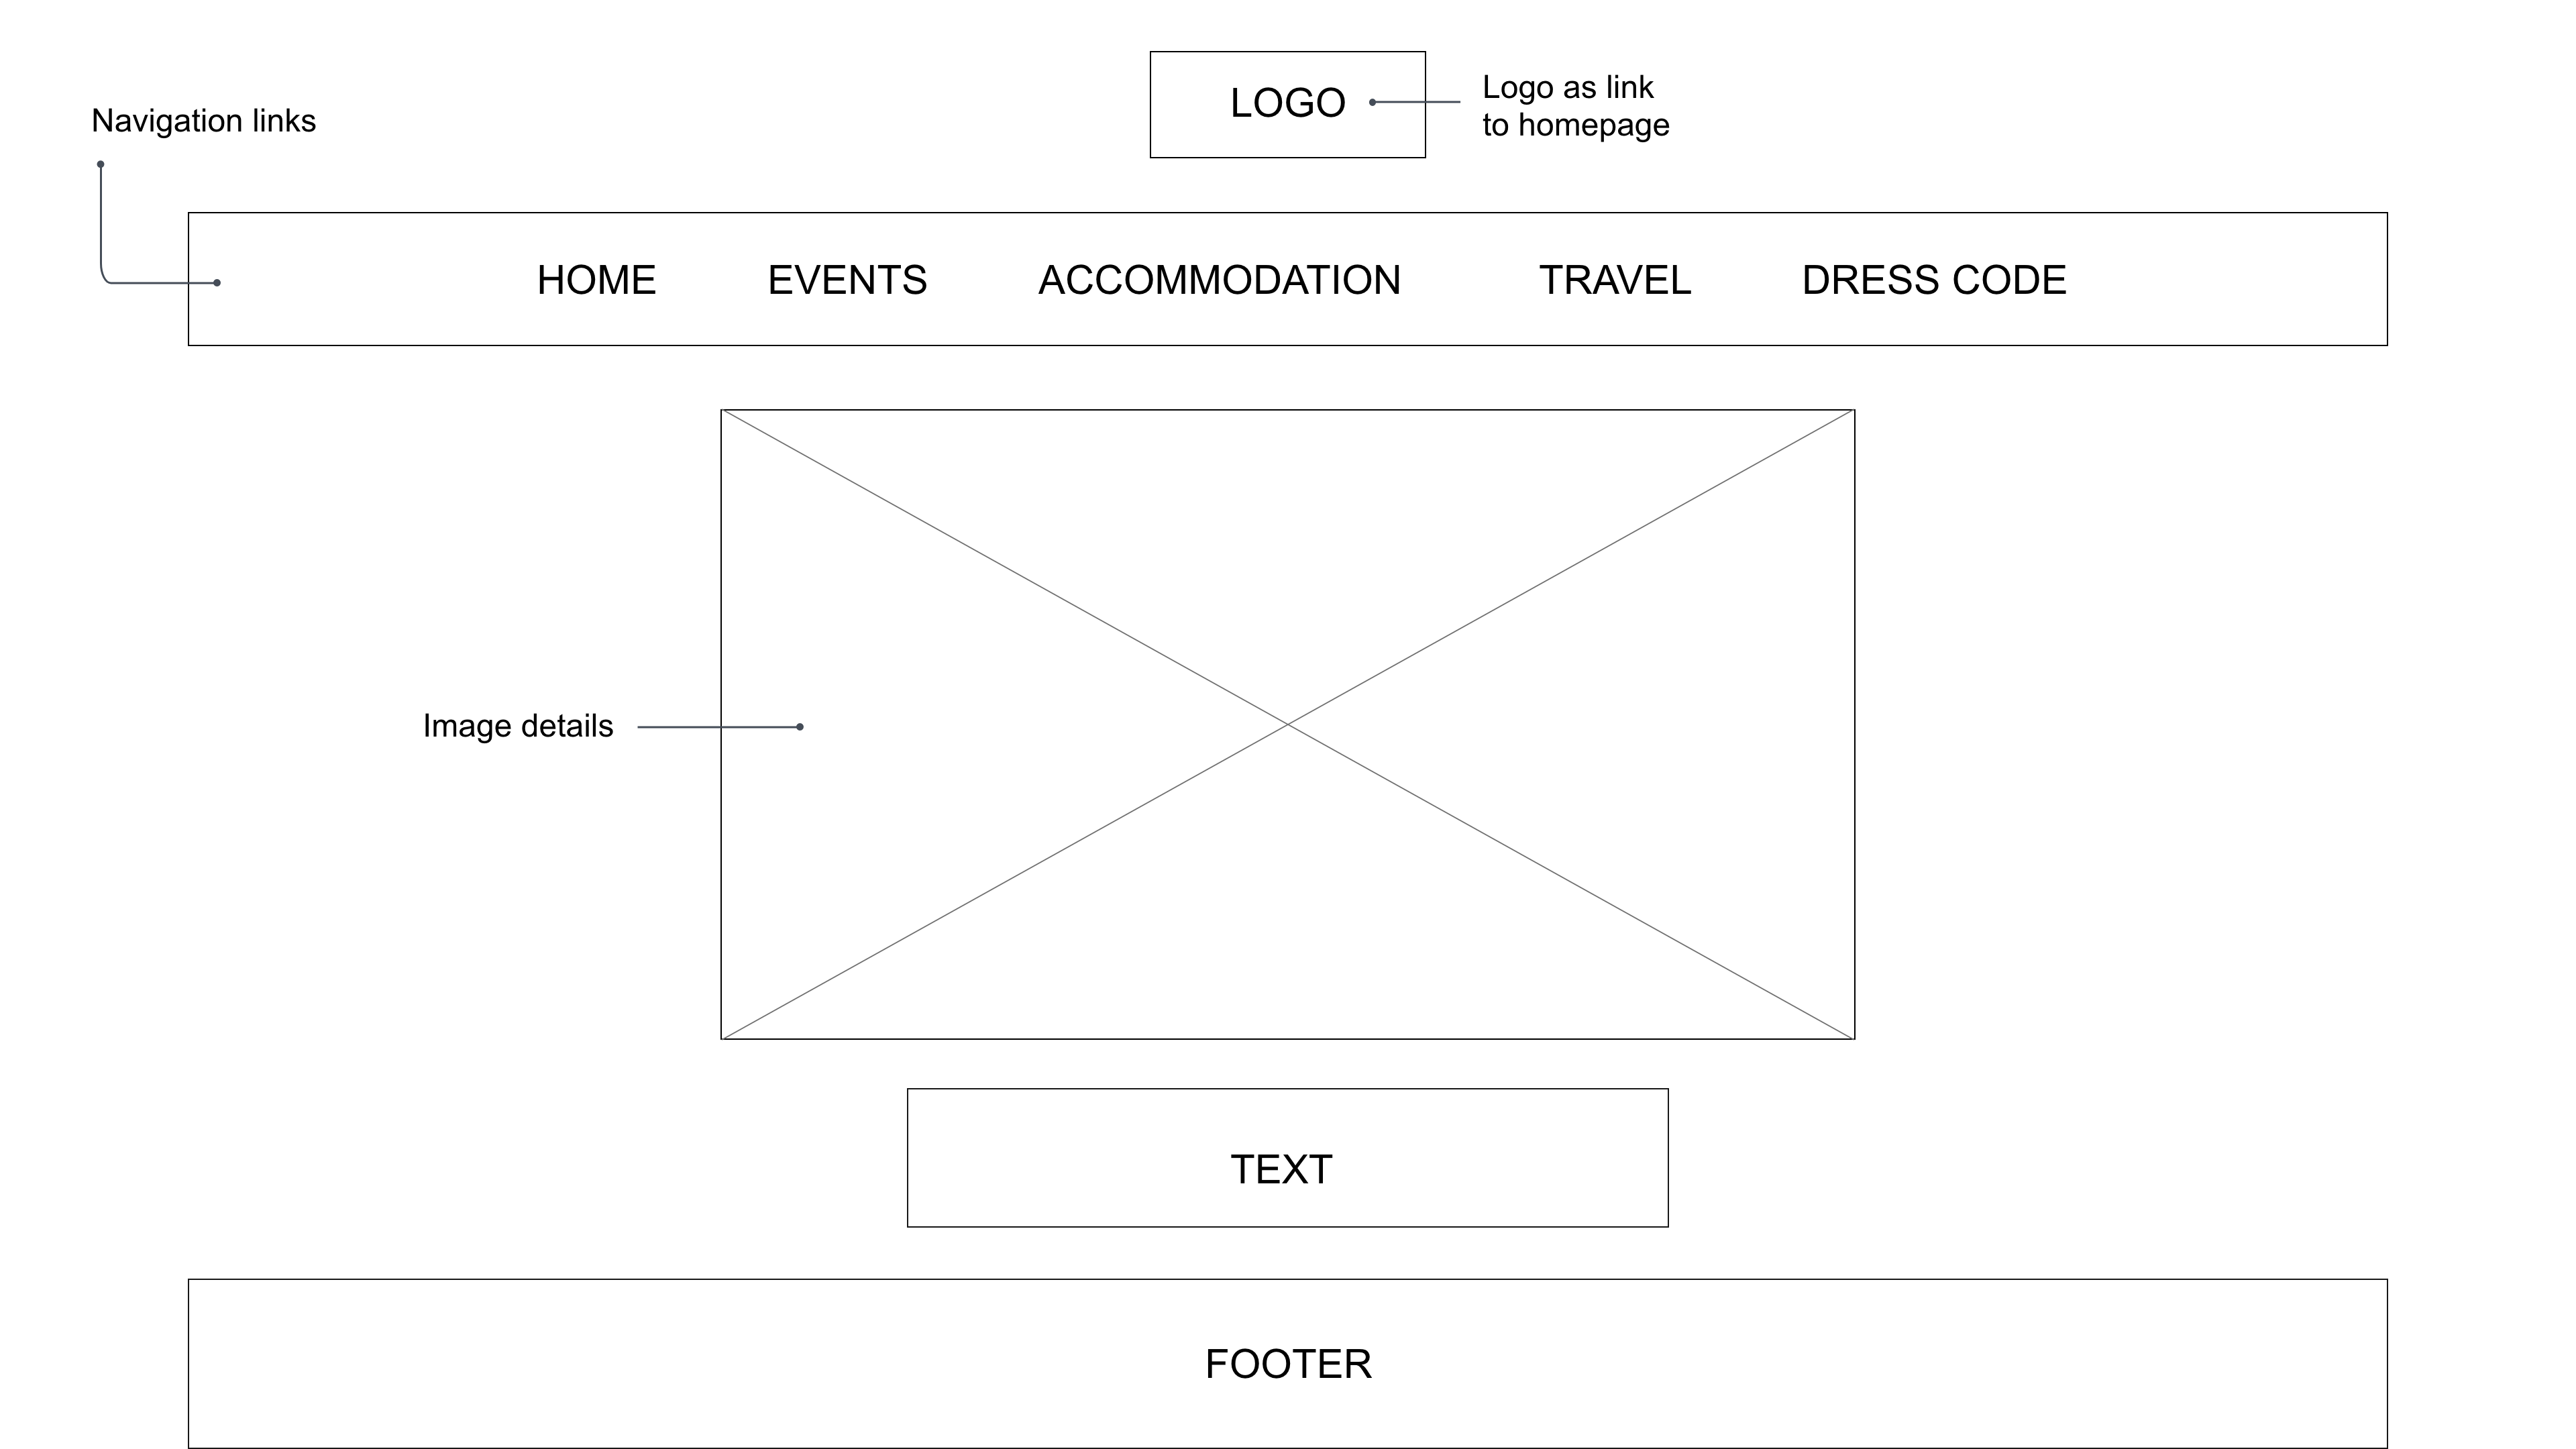 LOGO
Logo as link
to homepage
Navigation links
HOME EVENTS ACCOMMODATION TRAVEL DRESS CODE
Image details
TEXT
FOOTER